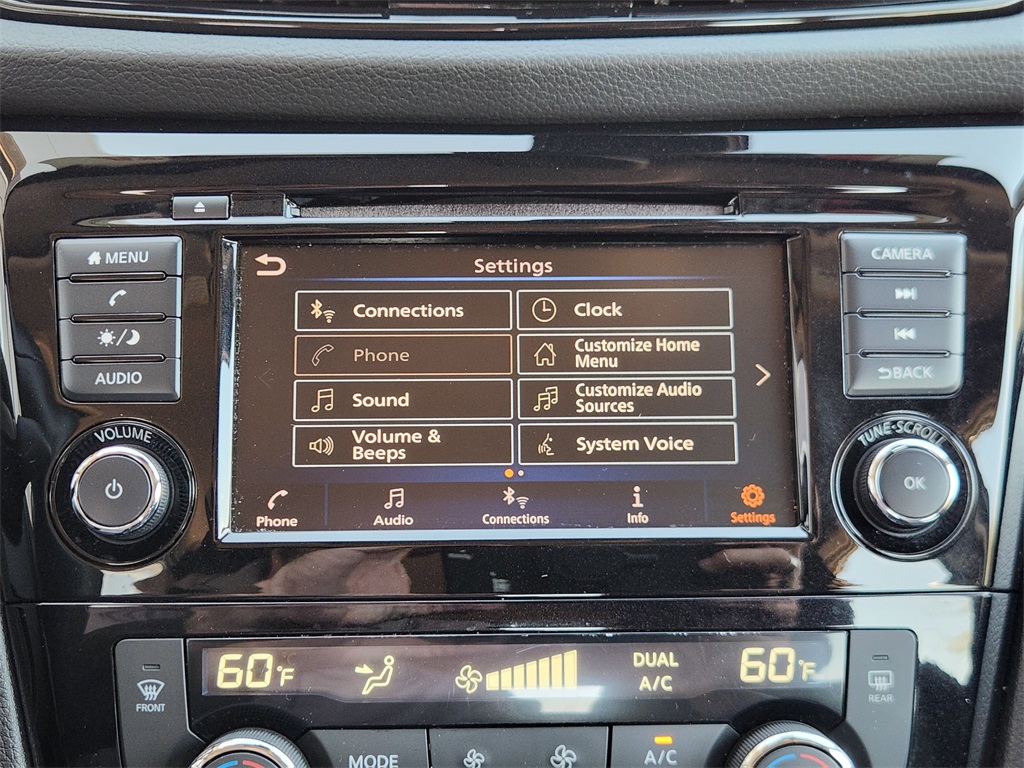 MENU
AUDIO
VOLUME
Settings
Connections
Clock
Phone
Customize Home
Menu
Sound
Customize Audio
Sources
Volume &
Beeps
System Voice
Phone
Audio
Connections
Info
Settings
CAMERA
BACK
TUNE-SCROLL
OK
60°F
DUAL
A/C
60°F
FRONT
REAR
MODE
A/C